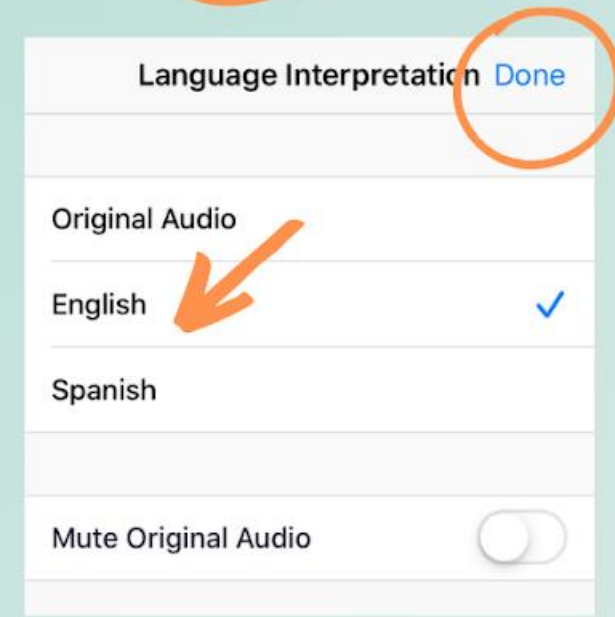 Language Interpretation Done
Original Audio
English
Spanish
Mute Original Audio